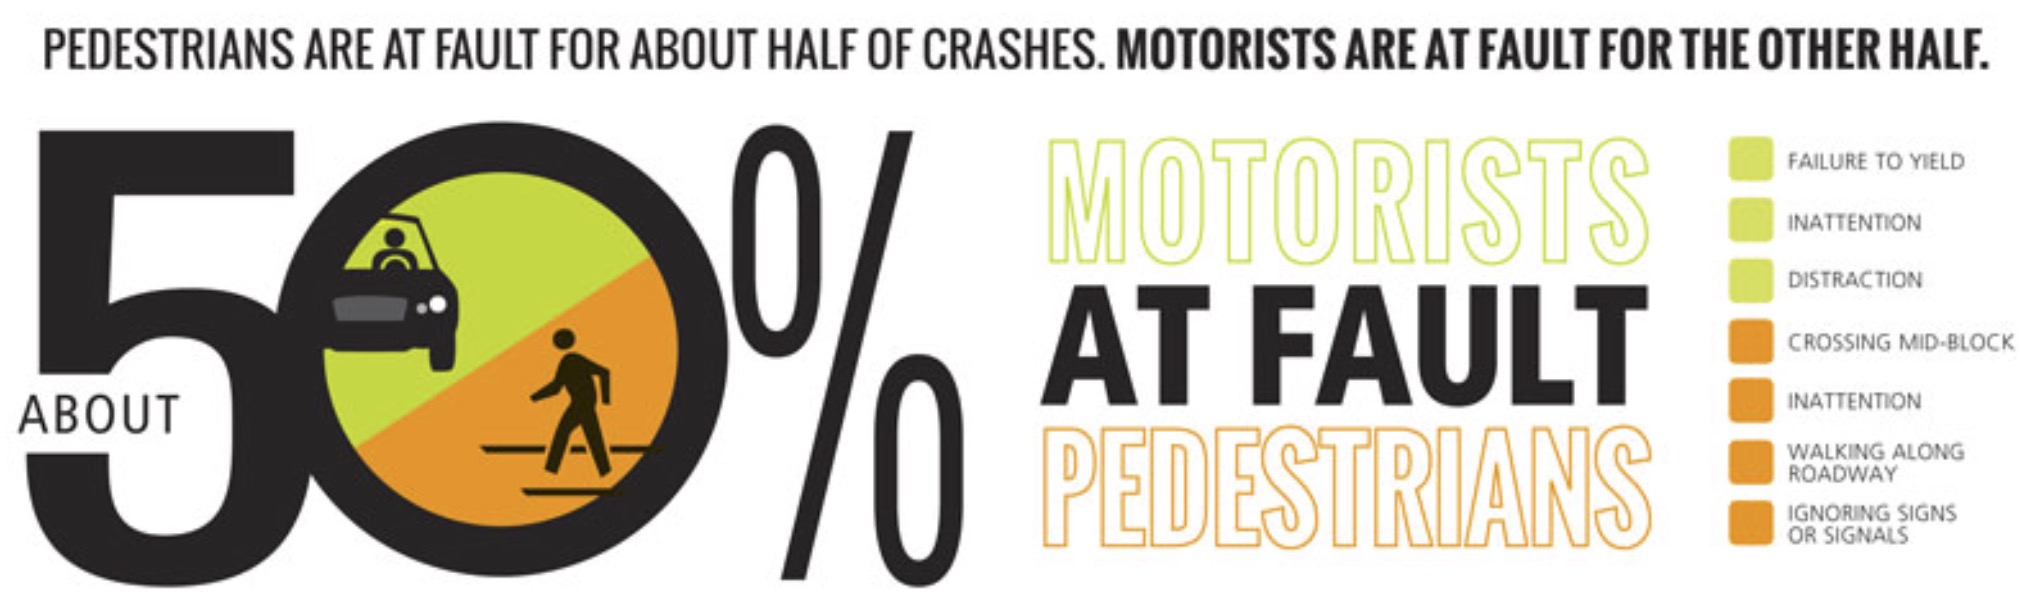 PEDESTRIANS ARE AT FAULT FOR ABOUT HALF OF CRASHES. MOTORISTS ARE AT FAULT FOR THE OTHER HALF.
50%
ABOUT
MOTORISTS
AT FAULT
PEDESTRIANS
FAILURE TO YIELD
INATTENTION
DISTRACTION
CROSSING MID-BLOCK
INATTENTION
WALKING ALONG
ROADWAY
IGNORING SIGNS
OR SIGNALS